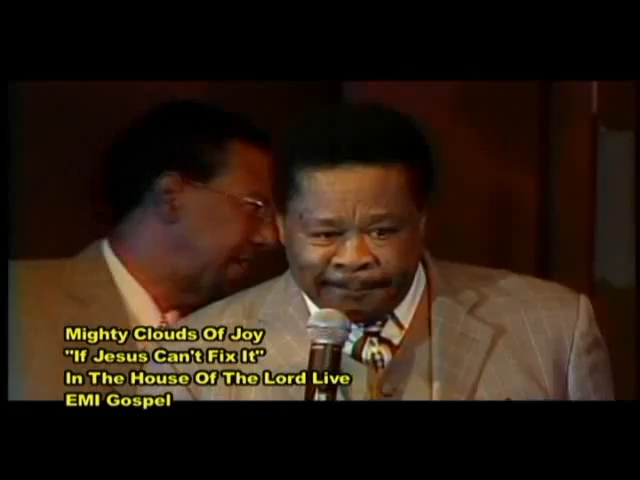 Mighty Clouds Of Joy
"If Jesus Can't Fix It"
In The House Of The Lord Live
EMI Gospel